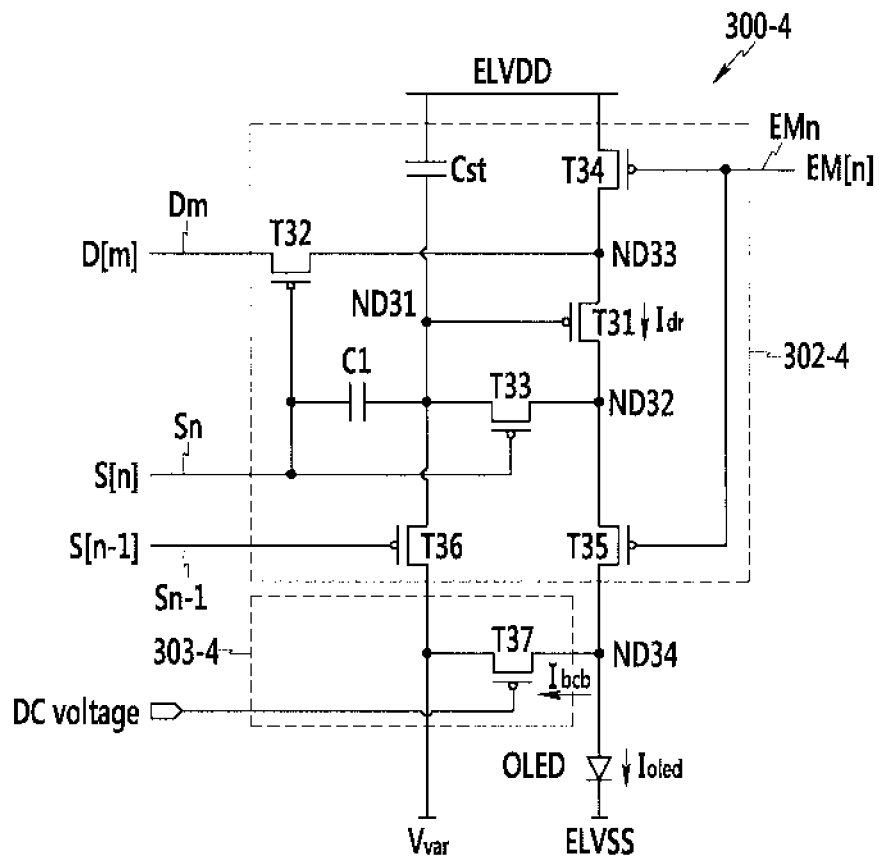 300-4
ELVDD
EMn
Cst
T34
EM[n]
Dm
T32
D[m]
ND33
ND31
T31
Idr
C1
T33
302-4
ND32
Sn
S[n]
S[n-1]
T36
T35
Sn-1
303-4
T37
ND34
Ibcb
DC voltage
OLED
Ioled
Vvar
ELVSS